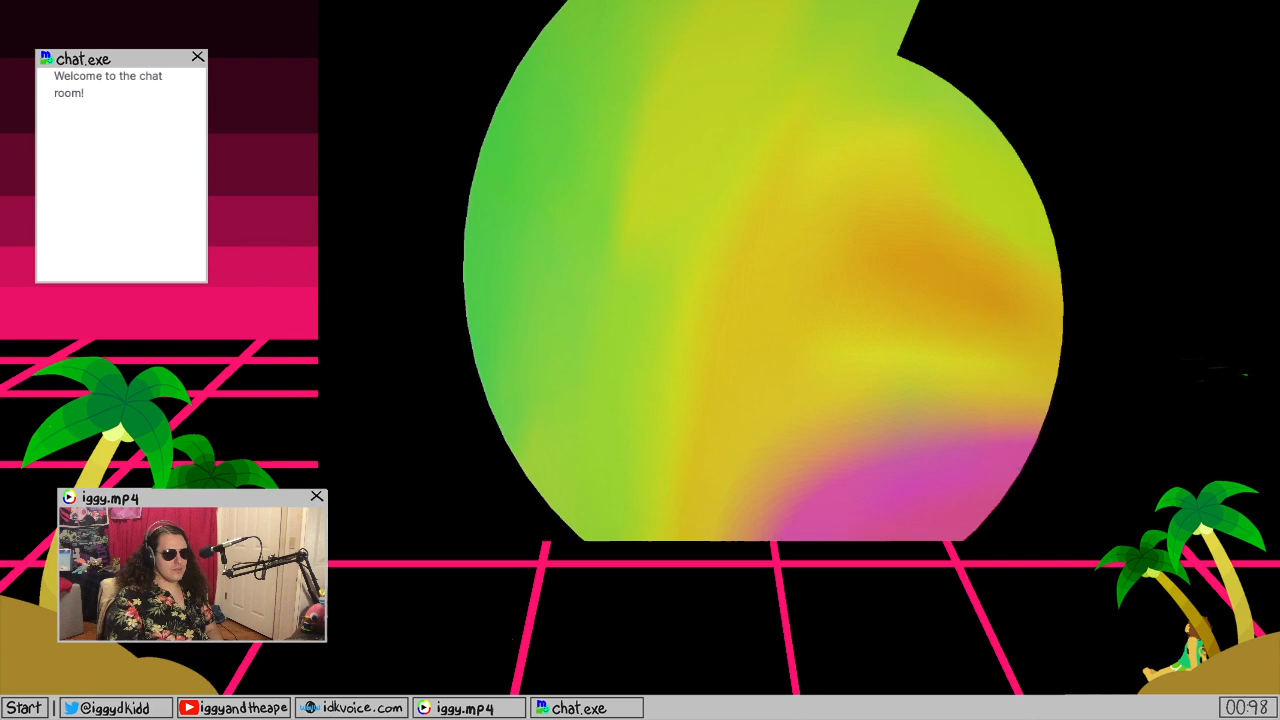 chat.exe
Welcome to the chat
room!
iggy.mp4
Start | @iggydkidd iggyandtheape idkvoice.com iggy.mp4 chat.exe 00:98